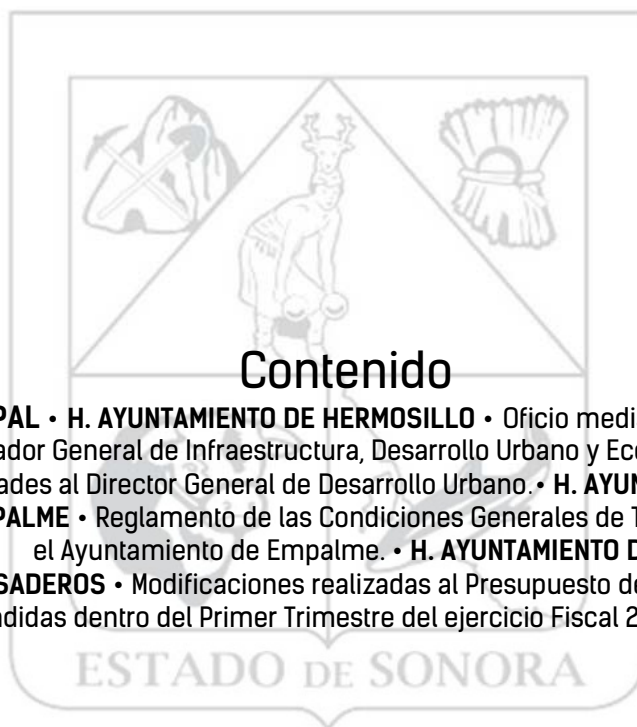 Contenido
PAL • H. AYUNTAMIENTO DE HERMOSILLO • Oficio medi
ador General de Infraestructura, Desarrollo Urbano y Ec
ades al Director General de Desarrollo Urbano. • H. AYUN
PALME • Reglamento de las Condiciones Generales de T
el Ayuntamiento de Empalme. • H. AYUNTAMIENTO D
SADEROS • Modificaciones realizadas al Presupuesto d
ndidas dentro del Primer Trimestre del ejercicio Fiscal 2
ESTADO DE SONORA